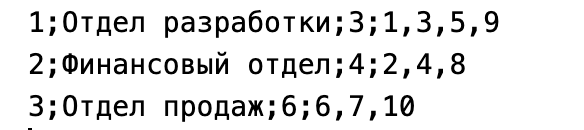 1;Отдел разработки;3;1,3,5,9
2;Финансовый отдел;4;2,4,8
3;Отдел продаж;6;6,7,10